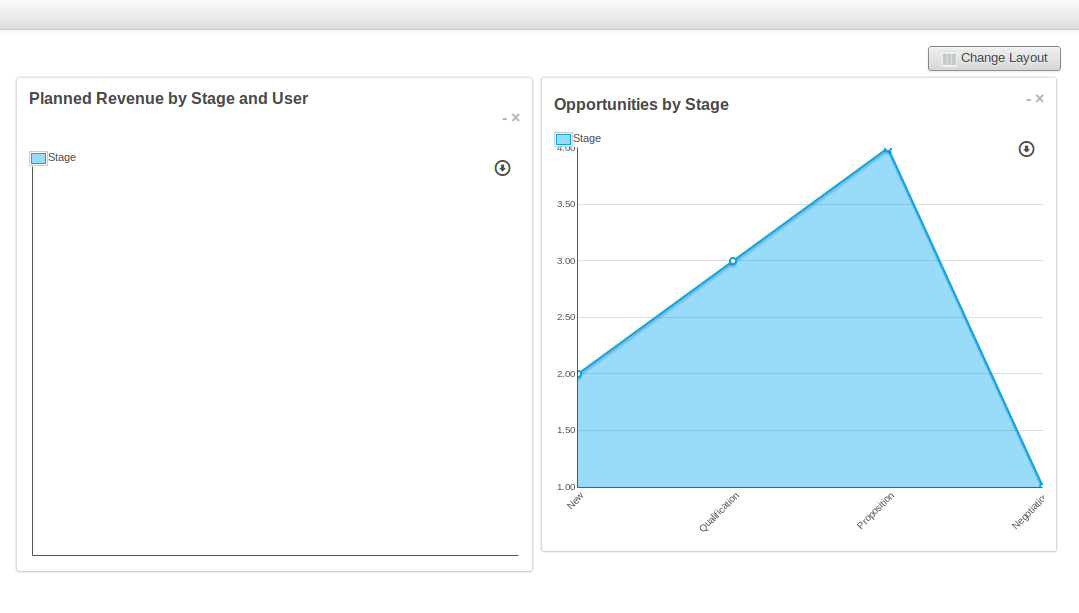 Change Layout
Planned Revenue by Stage and User
- ×
Stage
Opportunities by Stage
- ×
Stage
4.00
3.50
3.00
2.50
2.00
1.50
1.00
New
Qualification
Proposition